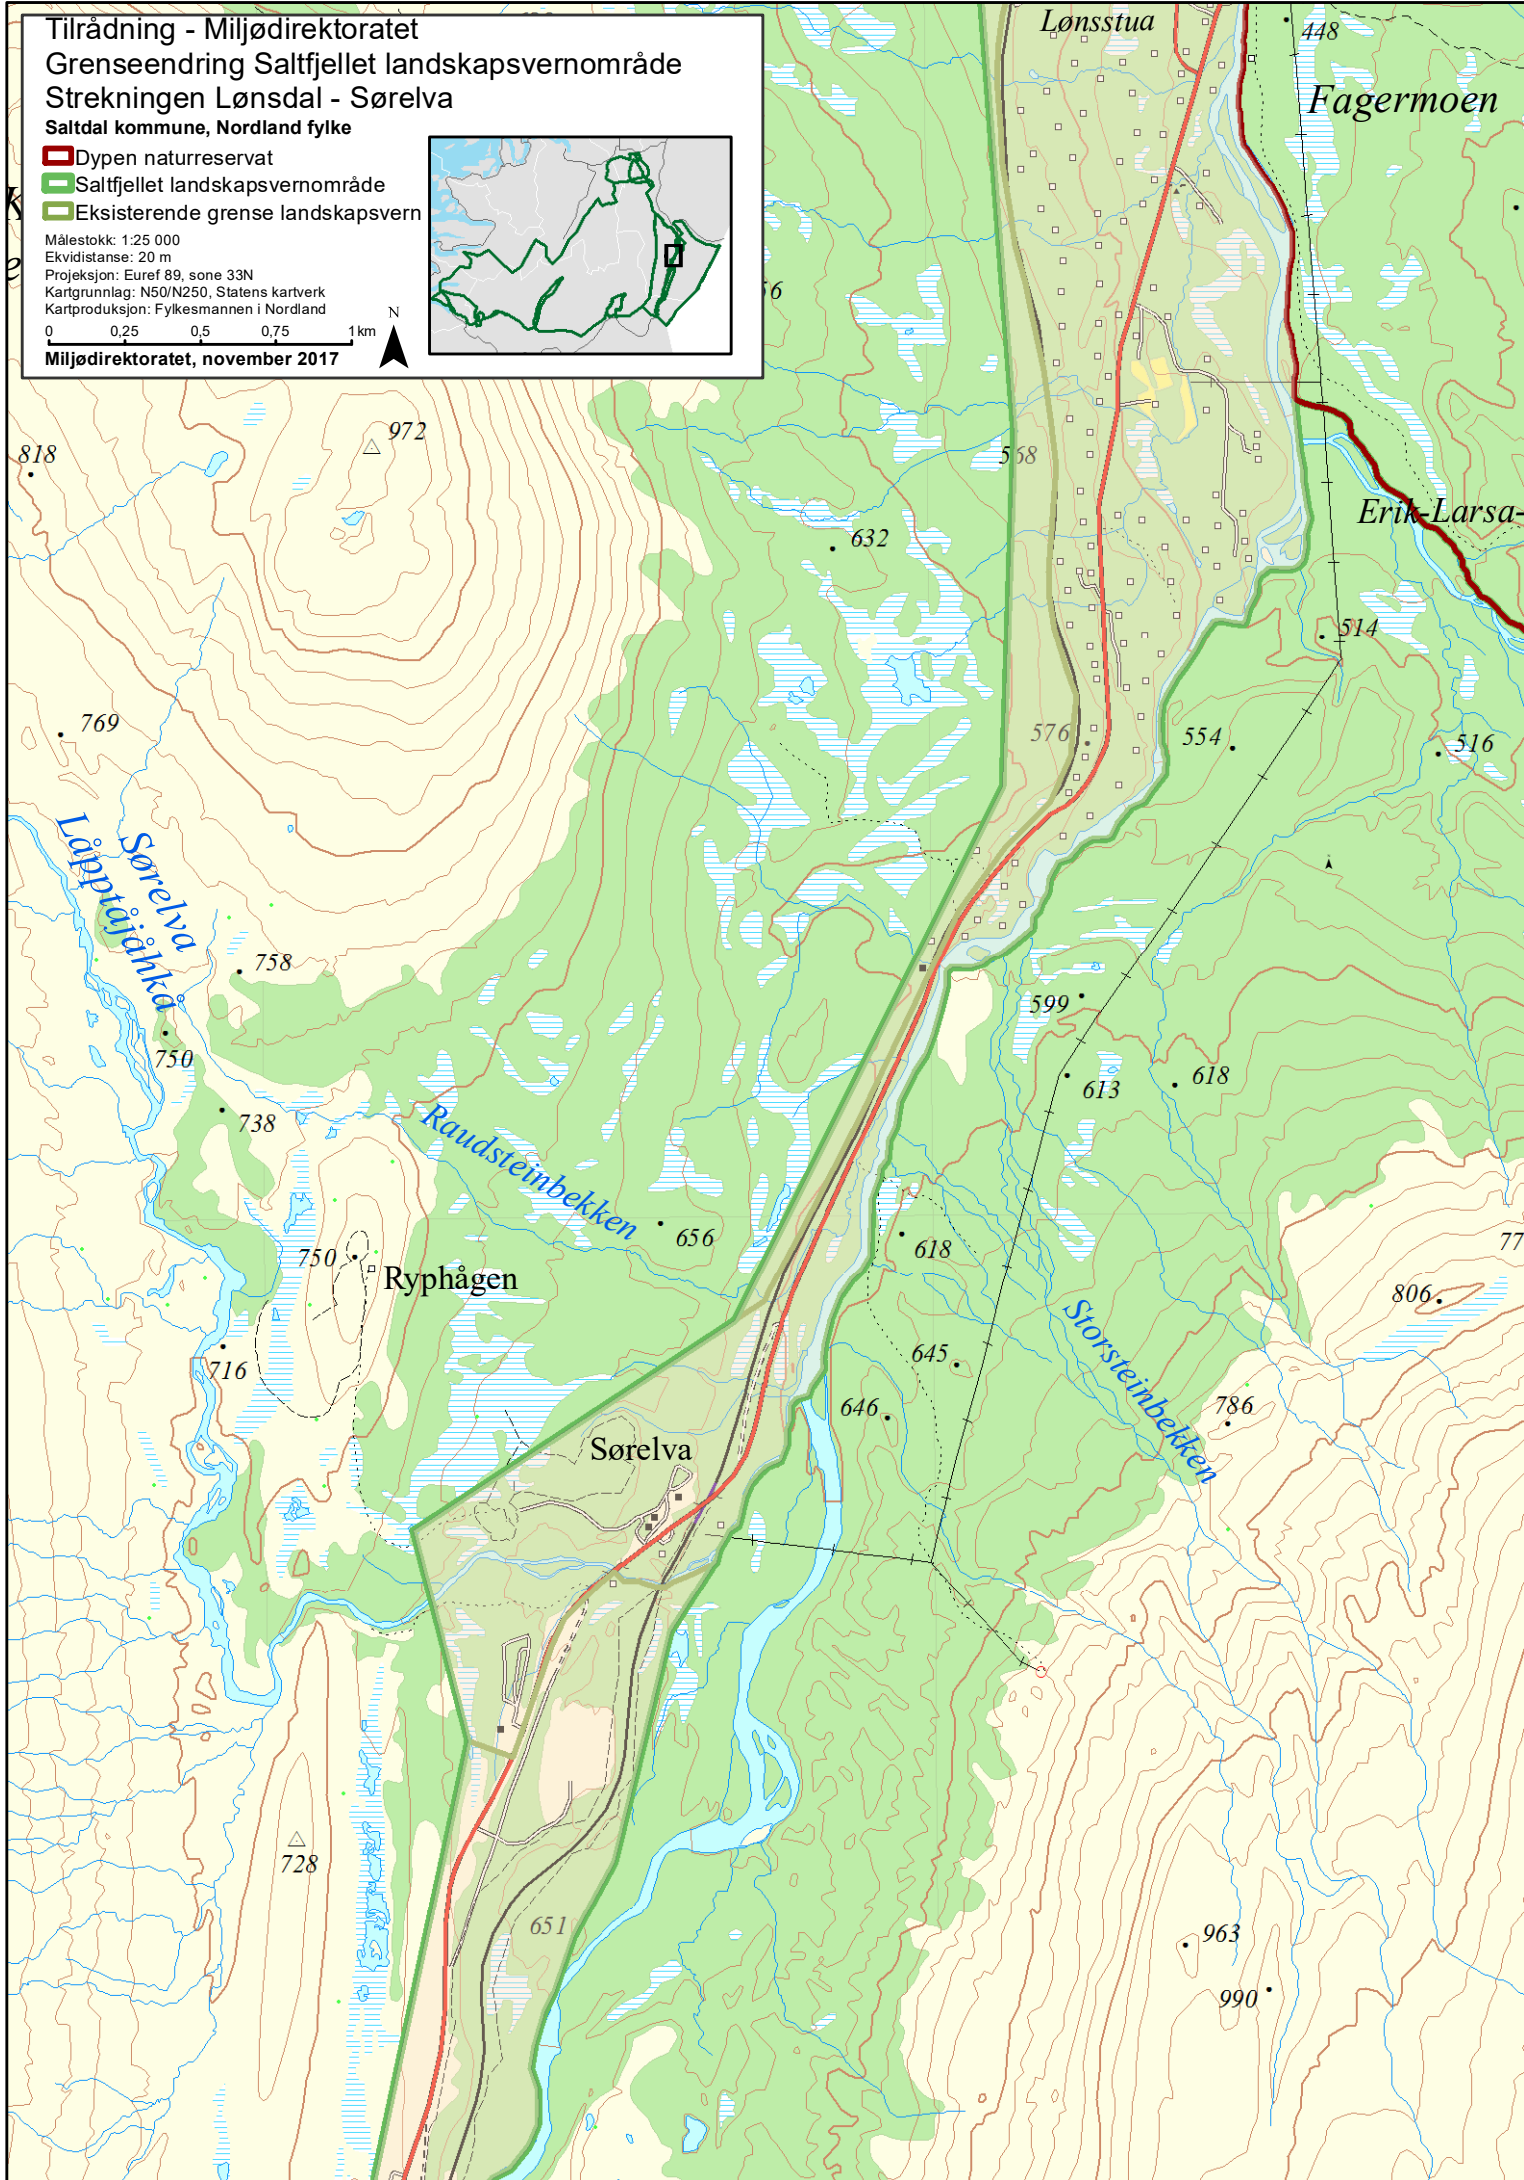 Tilrådning - Miljødirektoratet
Grenseendring Saltfjellet landskapsvernområde
Strekningen Lønsdal - Sørelva
Saltdal kommune, Nordland fylke
Dypen naturreservat
Saltfjellet landskapsvernområde
Eksisterende grense landskapsvern
Målestokk: 1:25 000
Ekvidistanse: 20 m
Projeksjon: Euref 89, sone 33N
Kartgrunnlag: N50/N250, Statens kartverk
Kartproduksjon: Fylkesmannen i Nordland
0 0,25 0,5 0,75 1 km
N
Miljødirektoratet, november 2017
Lønsstua
448
Fagermoen
972
818
568
632
Erik-Larsa-
514
769
576
554
516
Sørelva
Låpptåjåhkå
758
599
750
613
618
738
Raudsteinbekken
656
618
750
Ryphågen
806
Storsteinbekken
645
716
646
786
Sørelva
728
651
963
990